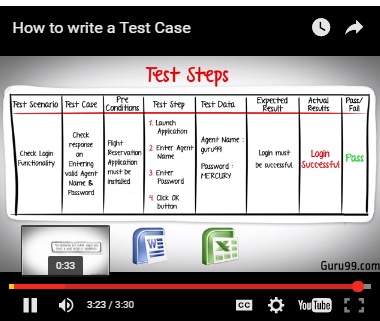 How to write a Test Case
Test Steps
Test Scenario Test Case Pre Conditions Test Step Test Data Expected Result Actual Results Pass/ Fail
Check Login Functionality
Check response on Entering valid Agent Name & Password
Flight Reservation Application must be installed
1. Launch Application
2. Enter Agent Name
3. Enter Password
4. Click OK button
Agent Name : guru99
Password : MERCURY
Login must be successful
Login Successful
Pass
0:33
Guru99.com
3:23 / 3:30
CC
YouTube